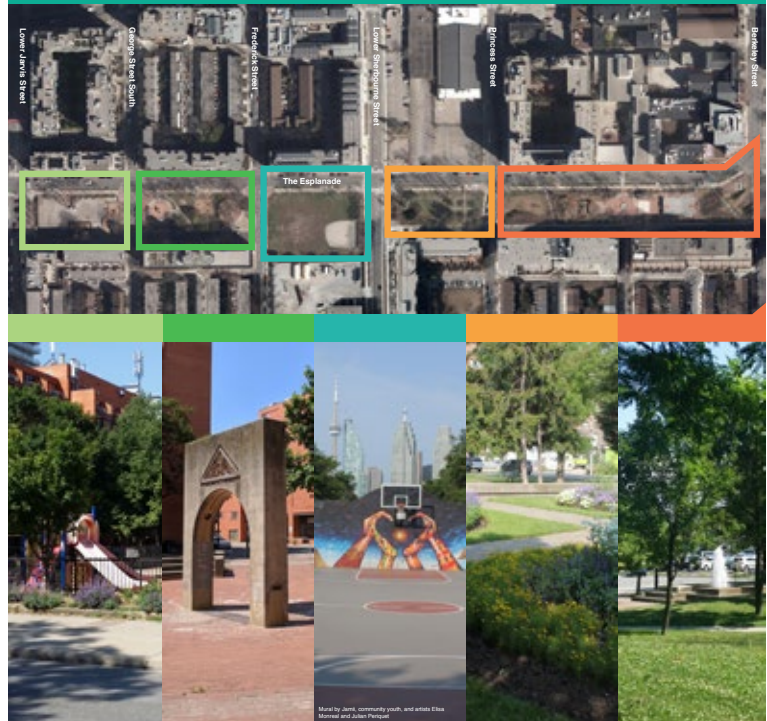 Lower Jarvis Street
George Street South
Frederick Street
Lower Sherbourne Street
Princess Street
Berkeley Street
The Esplanade
Mural by Jamii, community youth, and artists Elisa
Monreal and Julian Periquet